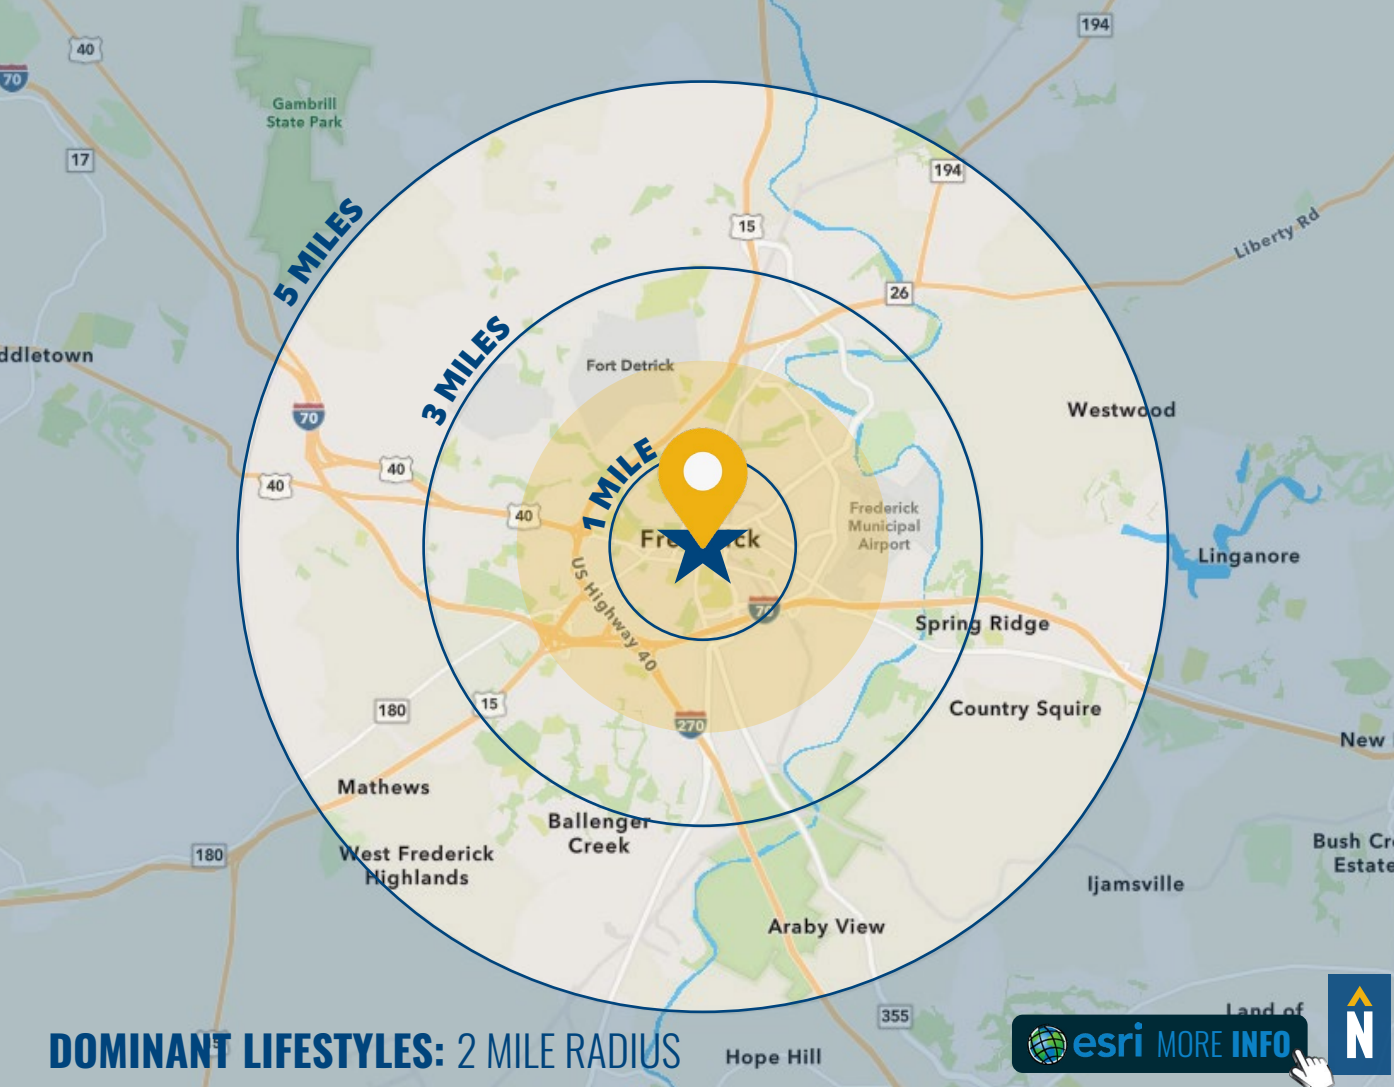 194
40
70
Gambrill
State Park
17
194
5 MILES
15
Liberty Rd
26
3 MILES
ddletown
Fort Detrick
70
Westwood
1 MILE
40
40
40
Frederick
Municipal
Airport
US Highway 40
Linganore
70
Spring Ridge
180
15
Country Squire
270
New
Mathews
Ballenger
Creek
180
West Frederick
Highlands
Bush Cr
Estate
Ijamsville
Araby View
355
Land of
DOMINANT LIFESTYLES: 2 MILE RADIUS
Hope Hill
esri MORE INFO
N